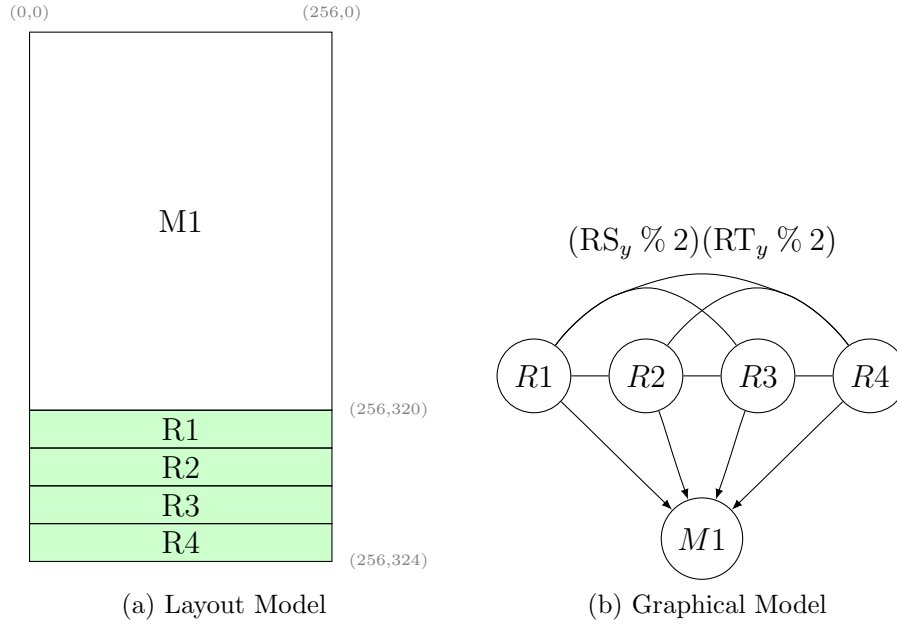 (0,0) (256,0)
M1
(256,320)
R1
R2
R3
R4
(256,324)
(a) Layout Model
(RS_y % 2)(RT_y % 2)
R1 R2 R3 R4
M1
(b) Graphical Model